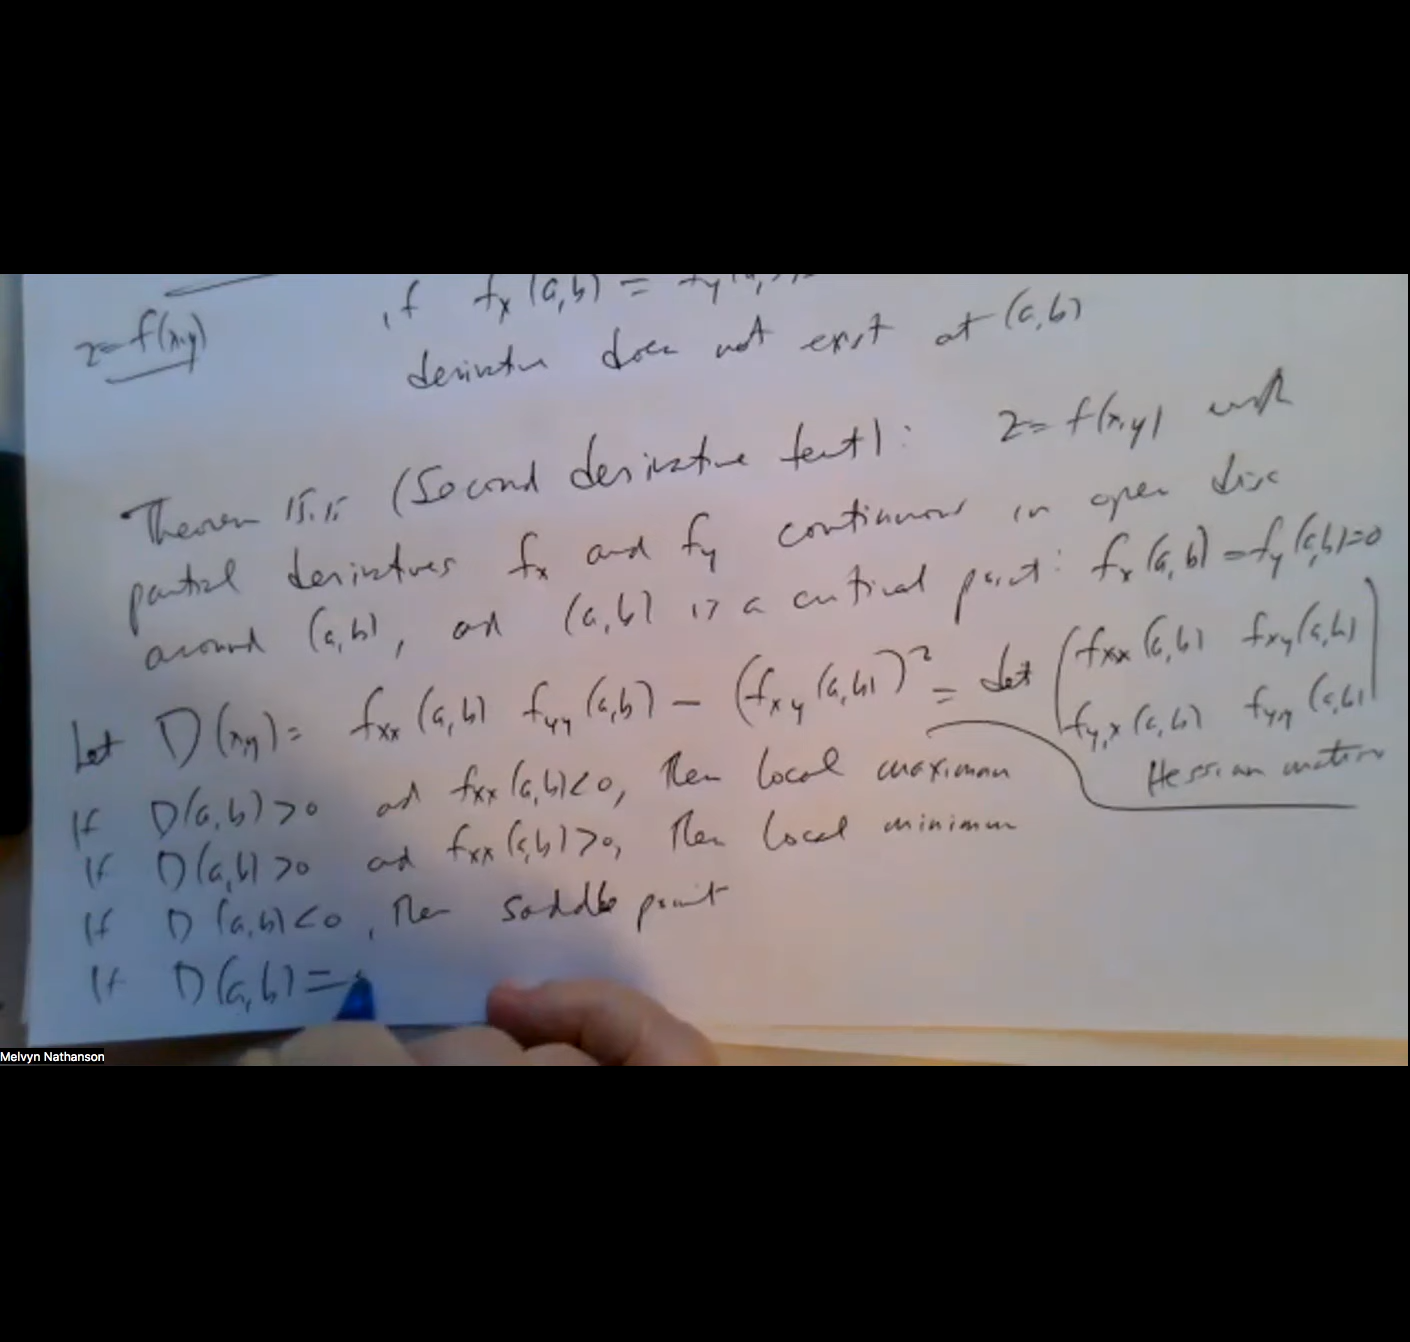 z=f(x,y)
if fx (a,b) = fy (a,
derivative does not exist at (a,b)
Theorem 15.15 (Second derivative test): z=f(x,y) with
partial derivatives fx and fy continuous in open disc
around (a,b), and (a,b) is a critical point: fx(a,b)=fy(a,b)=0
Let D(x,y) = fxx(a,b) fyy(a,b) − (fxy(a,b))² = det (fxx(a,b) fxy(a,b)
fy,x(a,b) fyy(a,b))
Hessian matrix
If D(a,b)>0 and fxx(a,b)<0, then local maximum
If D(a,b)>0 and fxx(a,b)>0, then local minimum
If D(a,b)<0, then saddle point
If D(a,b)=
Melvyn Nathanson